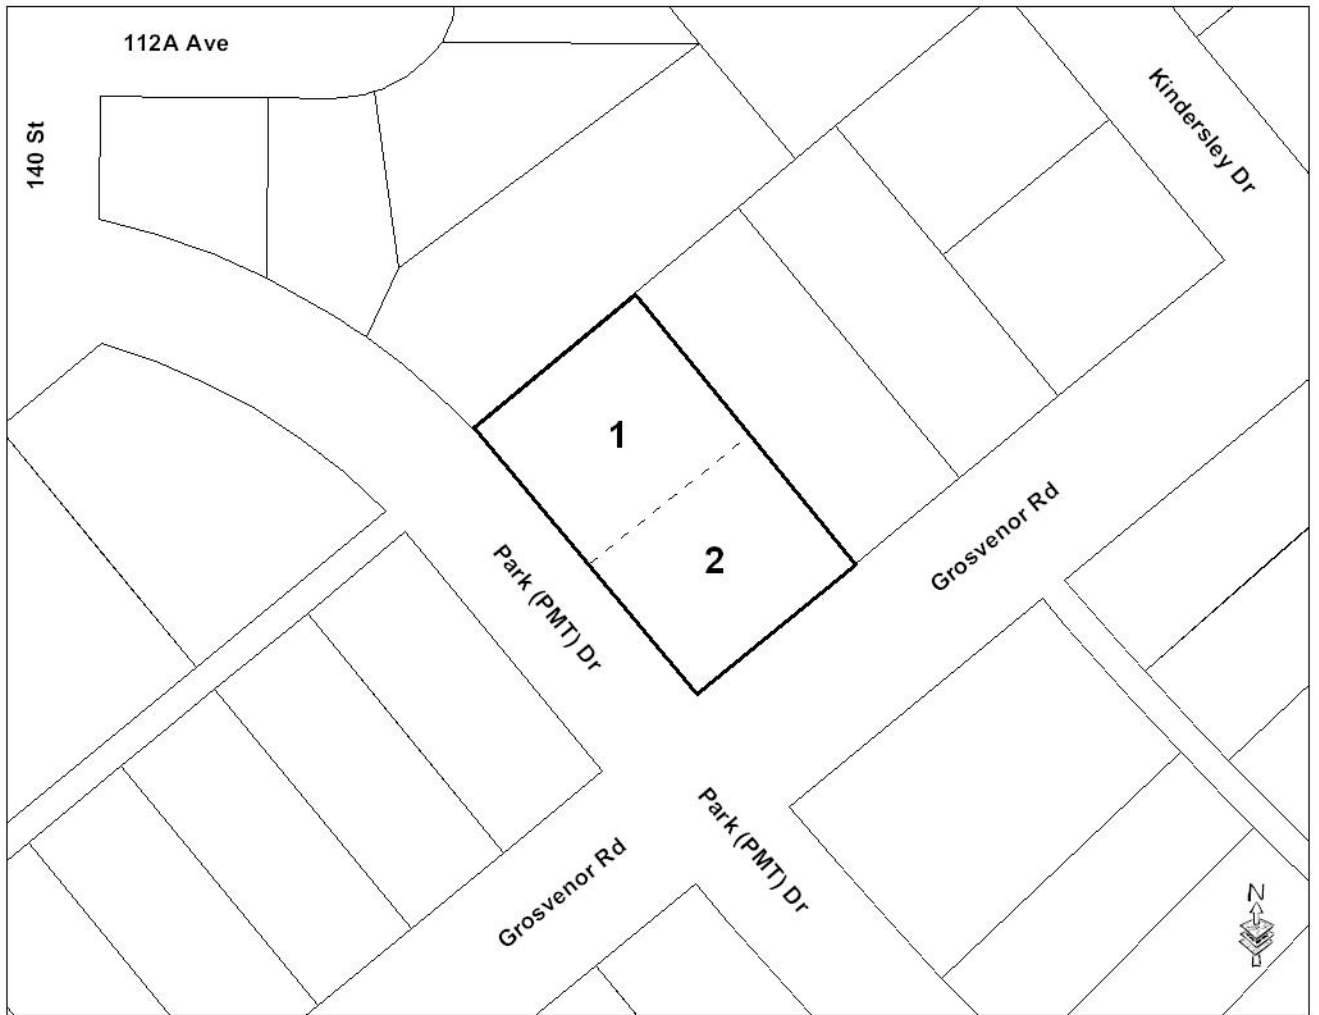 112A Ave
140 St
Kindersley Dr
1
2
Grosvenor Rd
Park (PMT) Dr
Park (PMT) Dr
Grosvenor Rd
N